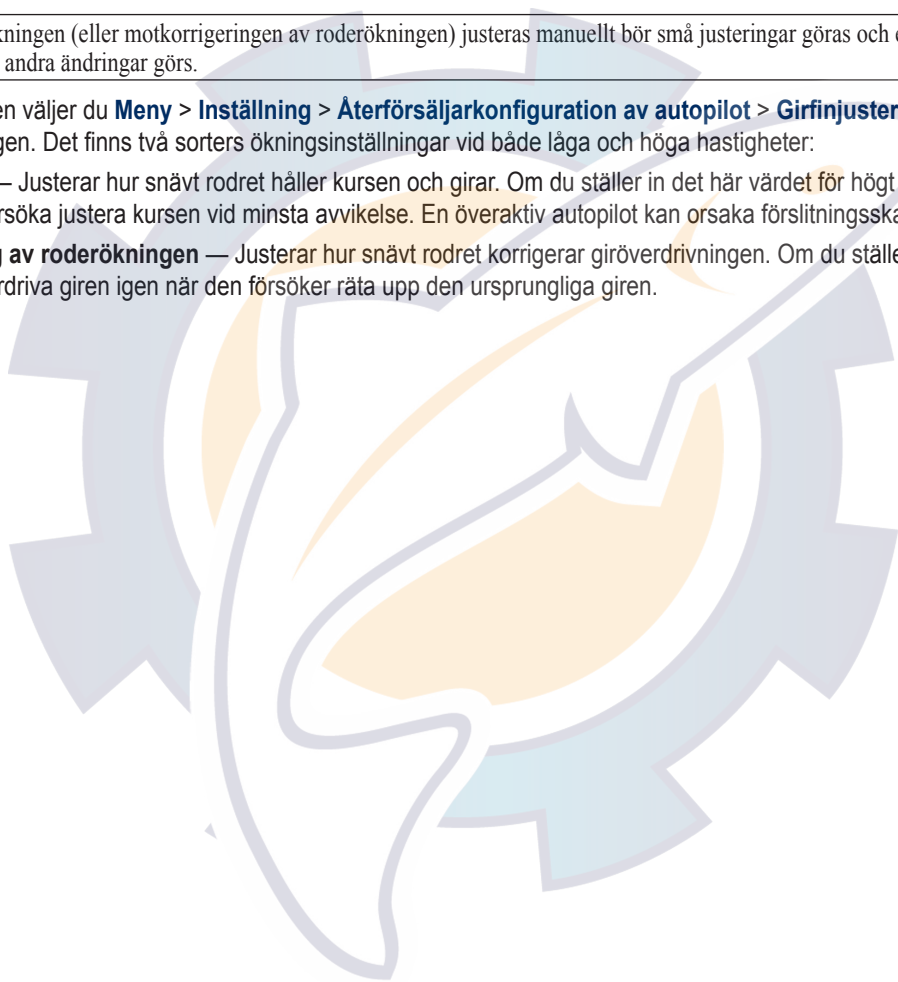 kningen (eller motkorrigeringen av roderökningen) justeras manuellt bör små justeringar göras och
andra ändringar görs.
en väljer du Meny > Inställning > Återförsäljarkonfiguration av autopilot > Girfinjuster
gen. Det finns två sorters ökningsinställningar vid både låga och höga hastigheter:
— Justerar hur snävt rodret håller kursen och girar. Om du ställer in det här värdet för högt
rsöka justera kursen vid minsta avvikelse. En överaktiv autopilot kan orsaka förslitningsska
g av roderökningen — Justerar hur snävt rodret korrigerar giröverdrivningen. Om du ställe
rdriva giren igen när den försöker räta upp den ursprungliga giren.